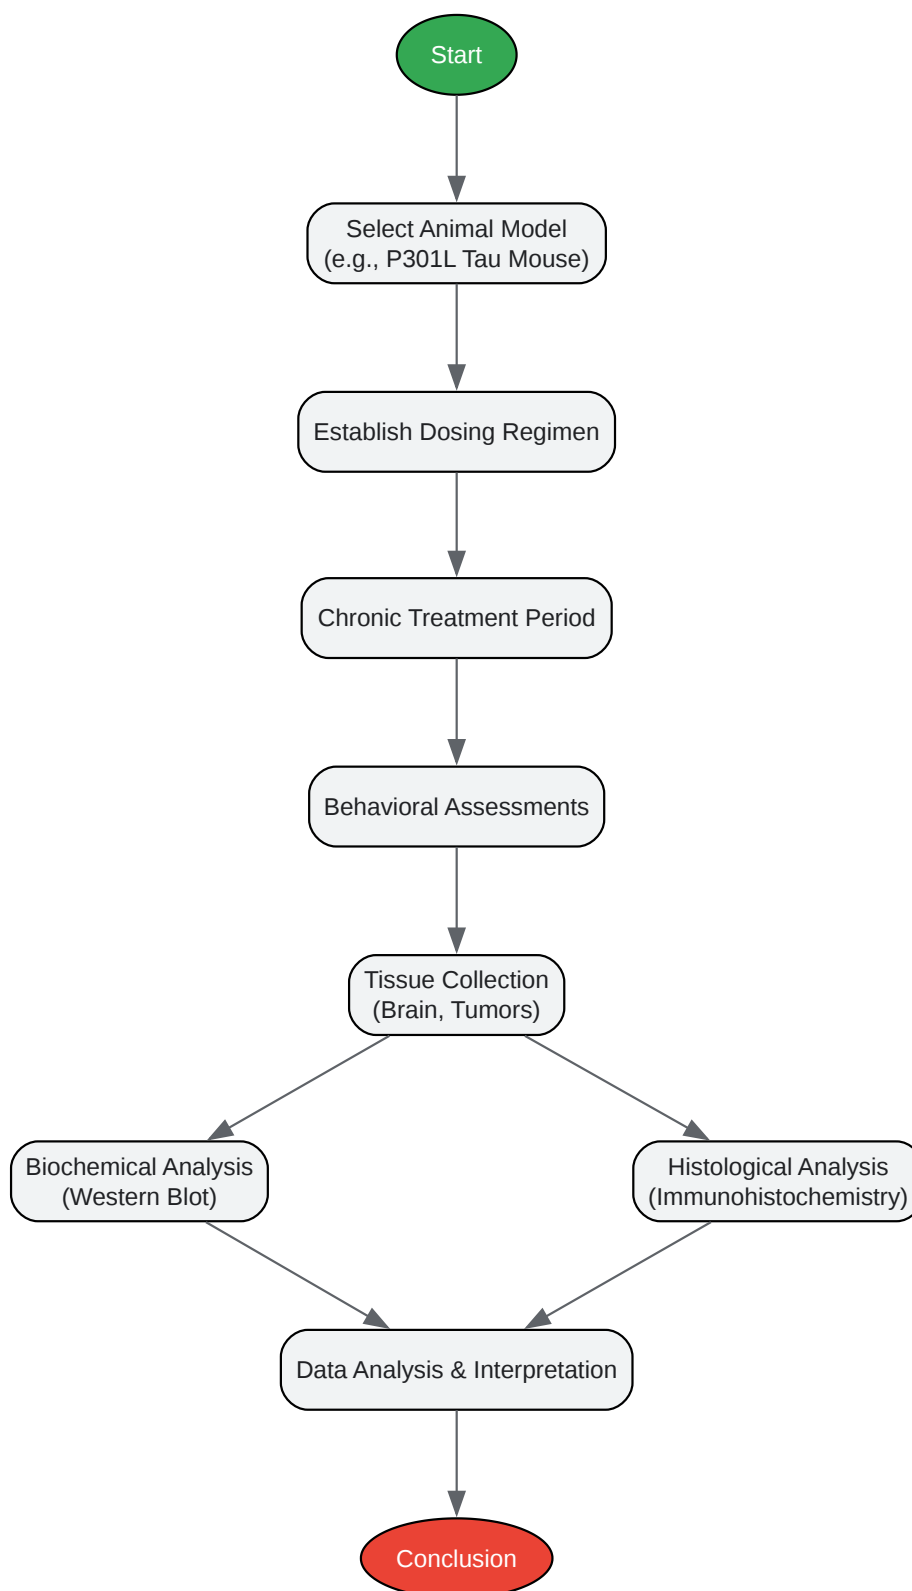 Start
Select Animal Model
(e.g., P301L Tau Mouse)
Establish Dosing Regimen
Chronic Treatment Period
Behavioral Assessments
Tissue Collection
(Brain, Tumors)
Biochemical Analysis
(Western Blot)
Histological Analysis
(Immunohistochemistry)
Data Analysis & Interpretation
Conclusion